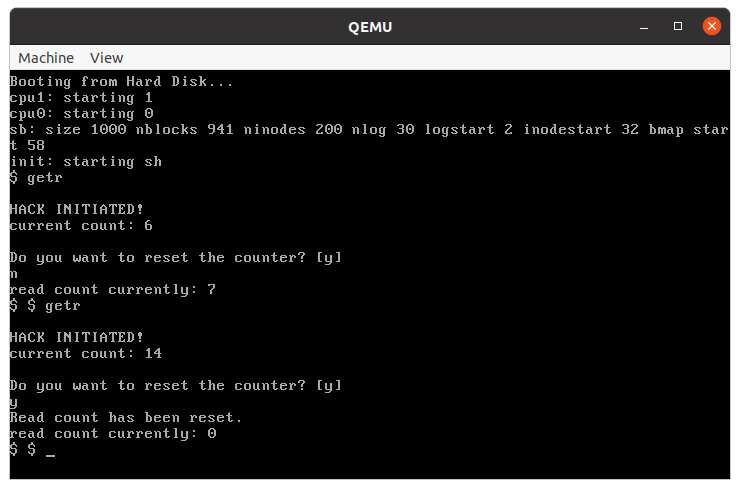 QEMU
Machine View
Booting from Hard Disk...
cpu1: starting 1
cpu0: starting 0
sb: size 1000 nblocks 941 ninodes 200 nlog 30 logstart 2 inodestart 32 bmap star
t 58
init: starting sh
$ getr
HACK INITIATED!
current count: 6
Do you want to reset the counter? [y]
n
read count currently: 7
$ $ getr
HACK INITIATED!
current count: 14
Do you want to reset the counter? [y]
y
Read count has been reset.
read count currently: 0
$ $ _